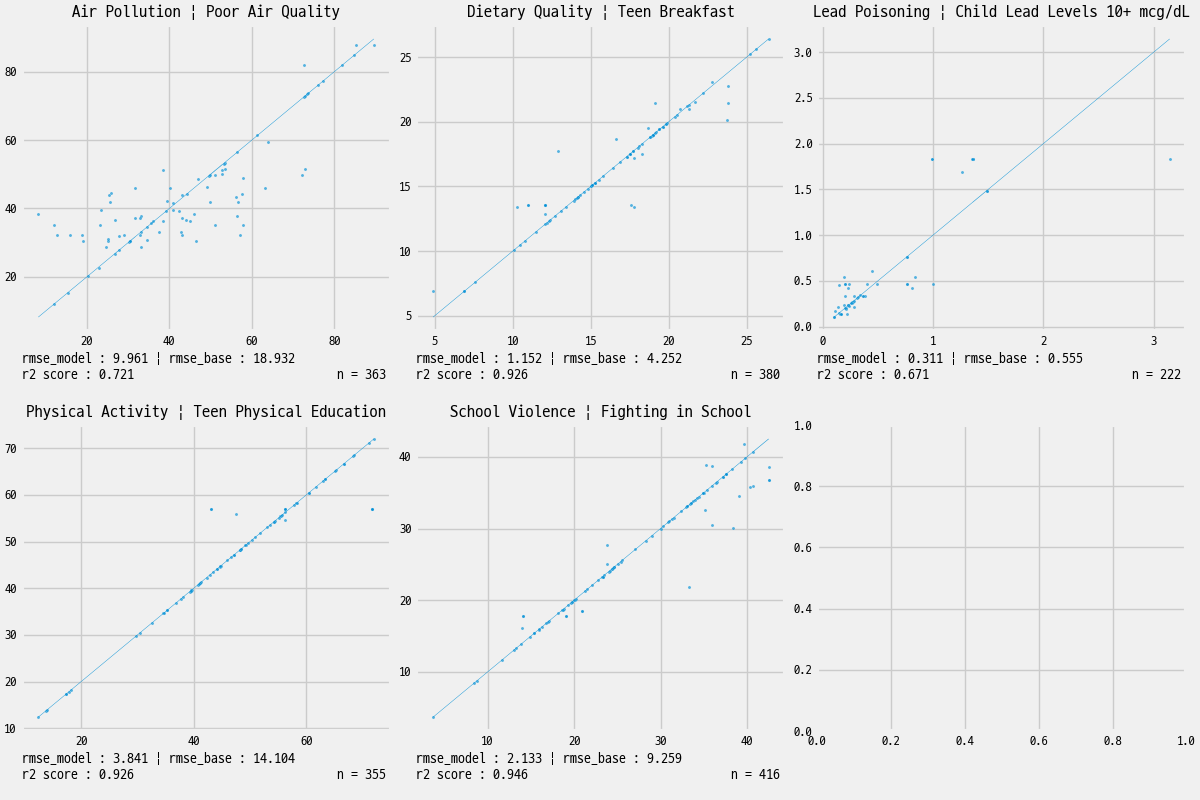 Air Pollution ¦ Poor Air Quality
80
60
40
20
20 40 60 80
rmse_model : 9.961 ¦ rmse_base : 18.932
r2 score : 0.721 n = 363
Dietary Quality ¦ Teen Breakfast
25
20
15
10
5
5 10 15 20 25
rmse_model : 1.152 ¦ rmse_base : 4.252
r2 score : 0.926 n = 380
Lead Poisoning ¦ Child Lead Levels 10+ mcg/dL
3.0
2.5
2.0
1.5
1.0
0.5
0.0
0 1 2 3
rmse_model : 0.311 ¦ rmse_base : 0.555
r2 score : 0.671 n = 222
Physical Activity ¦ Teen Physical Education
70
60
50
40
30
20
10
20 40 60
rmse_model : 3.841 ¦ rmse_base : 14.104
r2 score : 0.926 n = 355
School Violence ¦ Fighting in School
40
30
20
10
10 20 30 40
rmse_model : 2.133 ¦ rmse_base : 9.259
r2 score : 0.946 n = 416
1.0
0.8
0.6
0.4
0.2
0.0
0.0 0.2 0.4 0.6 0.8 1.0